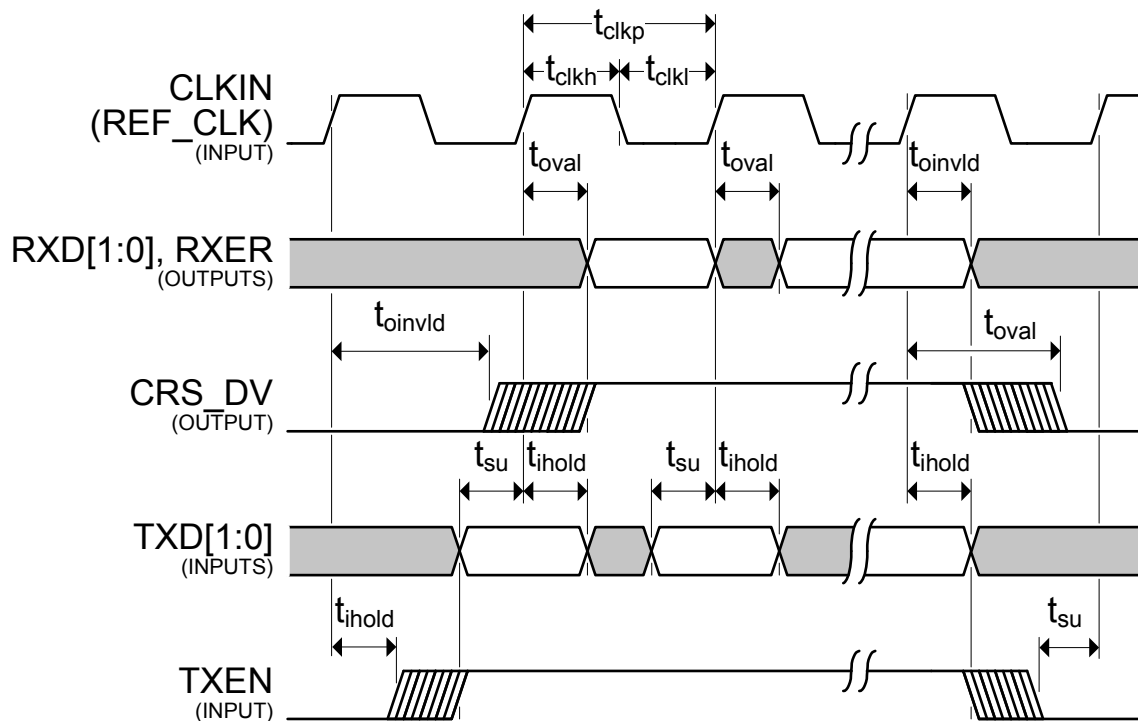 tclkp
tclkh tclkl
CLKIN
(REF_CLK)
(INPUT)
toval toval toinvld
RXD[1:0], RXER
(OUTPUTS)
toinvld toval
CRS_DV
(OUTPUT)
tsu tihold tsu tihold tihold
TXD[1:0]
(INPUTS)
tihold tsu
TXEN
(INPUT)